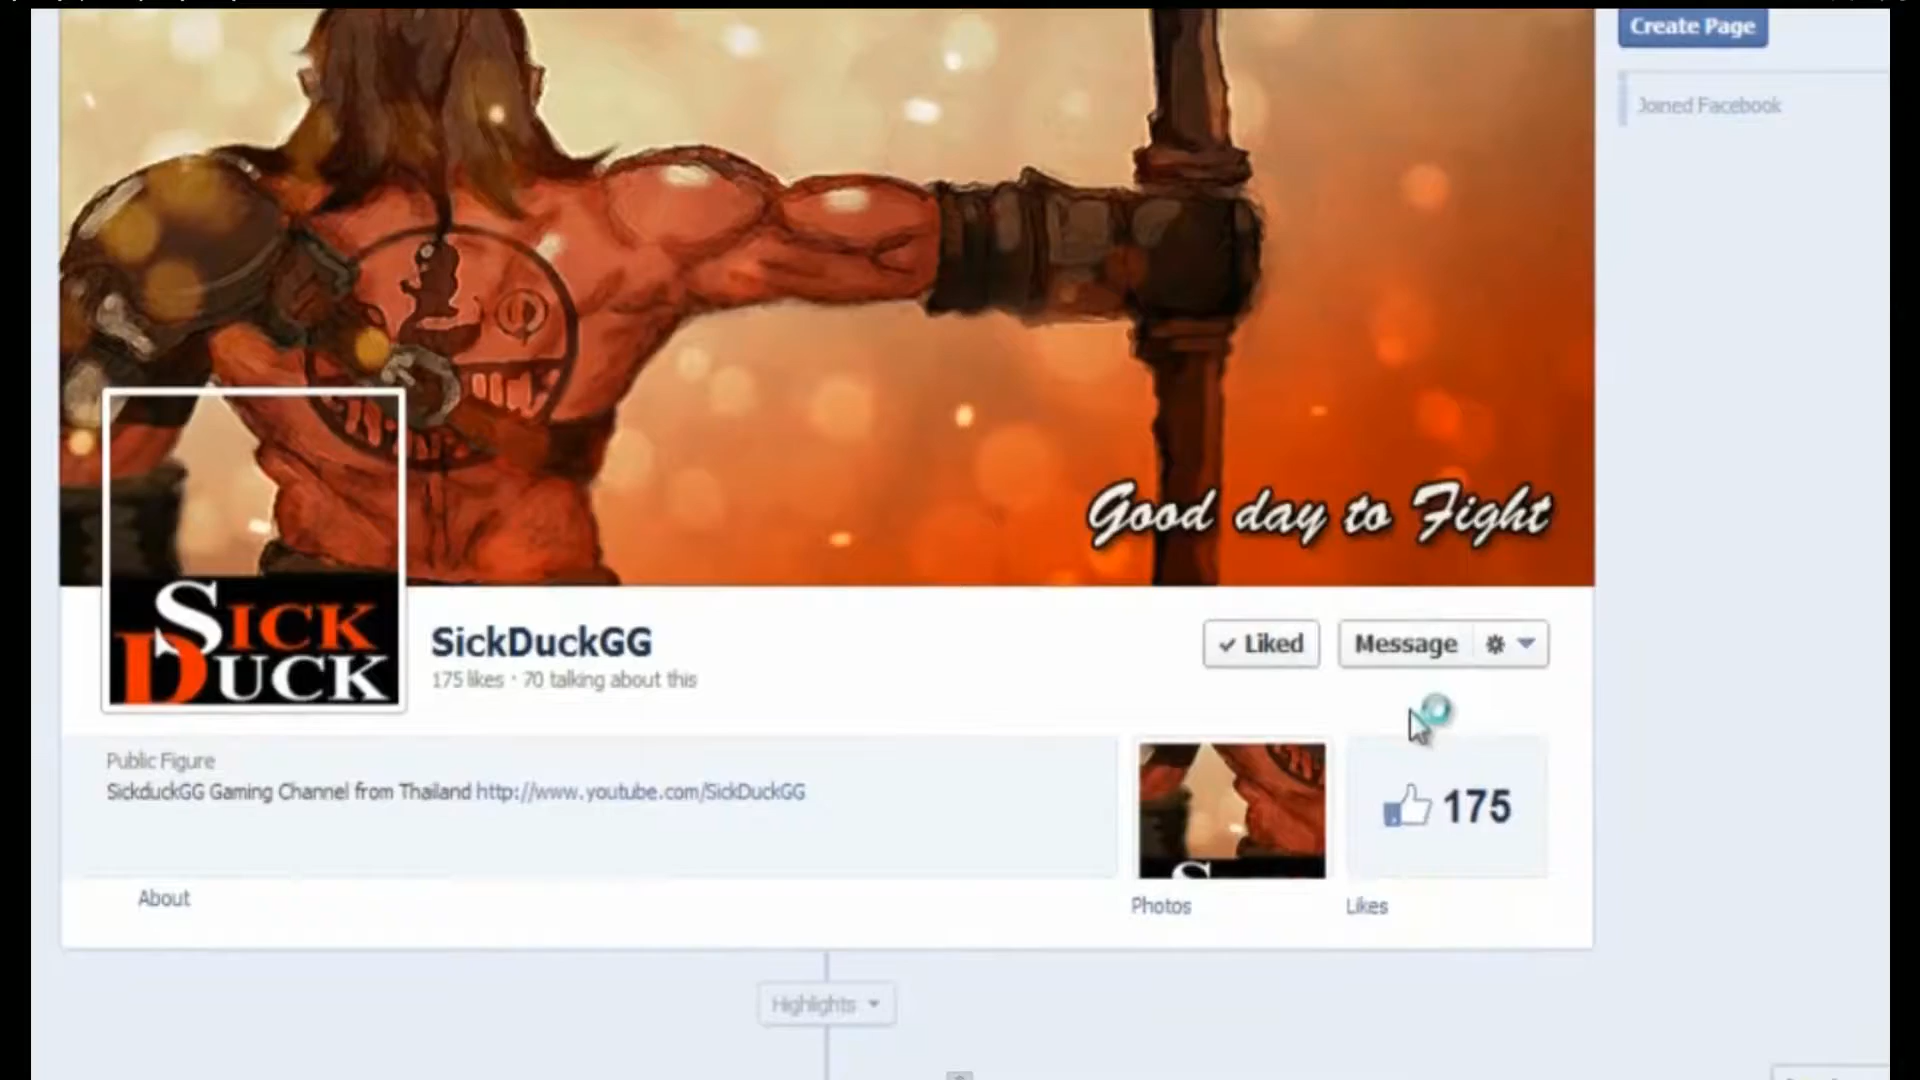 Create Page
Joined Facebook
Good day to Fight
SICK
DUCK
SickDuckGG
175 likes · 70 talking about this
Liked
Message
Public Figure
SickduckGG Gaming Channel from Thailand http://www.youtube.com/SickDuckGG
175
About
Photos
Likes
Highlights